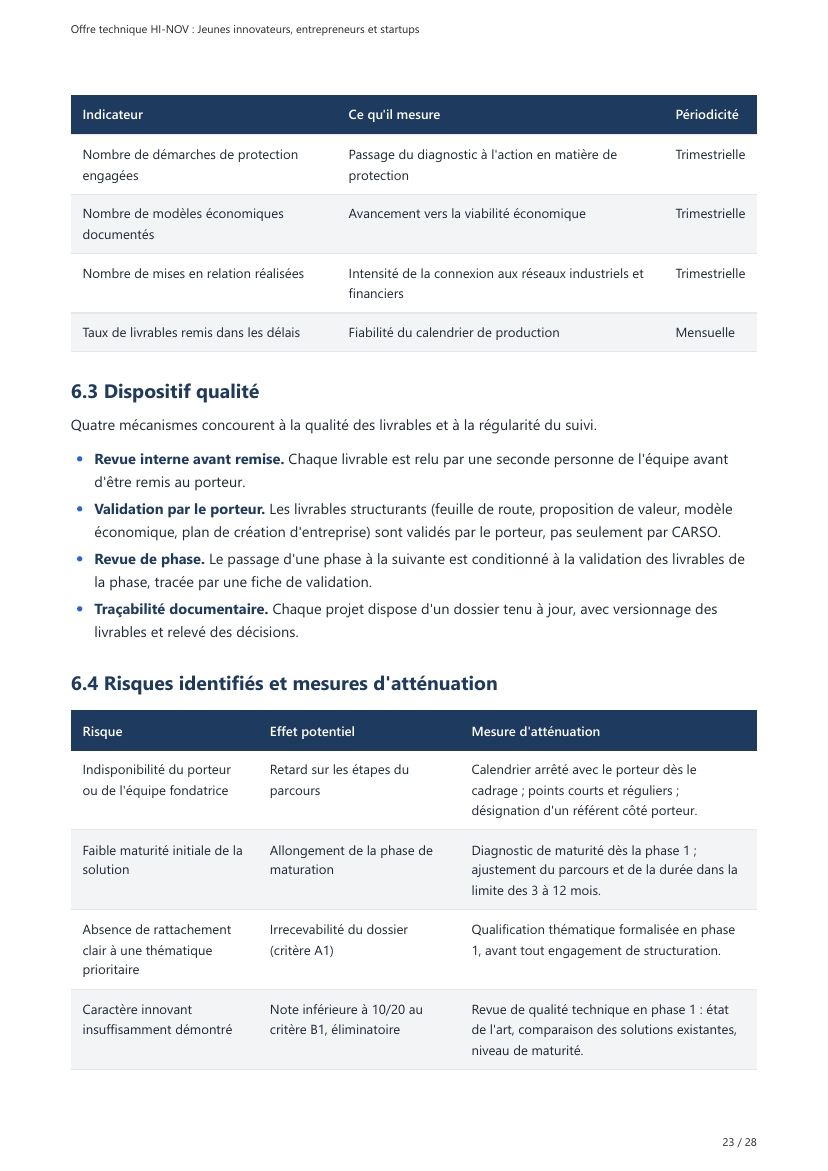 Offre technique HI-NOV : Jeunes innovateurs, entrepreneurs et startups
Indicateur
Ce qu'il mesure
Périodicité
Nombre de démarches de protection
engagées
Passage du diagnostic à l'action en matière de
protection
Trimestrielle
Nombre de modèles économiques
documentés
Avancement vers la viabilité économique
Trimestrielle
Nombre de mises en relation réalisées
Intensité de la connexion aux réseaux industriels et
financiers
Trimestrielle
Taux de livrables remis dans les délais
Fiabilité du calendrier de production
Mensuelle
6.3 Dispositif qualité
Quatre mécanismes concourent à la qualité des livrables et à la régularité du suivi.
• Revue interne avant remise. Chaque livrable est relu par une seconde personne de l'équipe avant
d'être remis au porteur.
• Validation par le porteur. Les livrables structurants (feuille de route, proposition de valeur, modèle
économique, plan de création d'entreprise) sont validés par le porteur, pas seulement par CARSO.
• Revue de phase. Le passage d'une phase à la suivante est conditionné à la validation des livrables de
la phase, tracée par une fiche de validation.
• Traçabilité documentaire. Chaque projet dispose d'un dossier tenu à jour, avec versionnage des
livrables et relevé des décisions.
6.4 Risques identifiés et mesures d'atténuation
Risque
Effet potentiel
Mesure d'atténuation
Indisponibilité du porteur
ou de l'équipe fondatrice
Retard sur les étapes du
parcours
Calendrier arrêté avec le porteur dès le
cadrage ; points courts et réguliers ;
désignation d'un référent côté porteur.
Faible maturité initiale de la
solution
Allongement de la phase de
maturation
Diagnostic de maturité dès la phase 1 ;
ajustement du parcours et de la durée dans la
limite des 3 à 12 mois.
Absence de rattachement
clair à une thématique
prioritaire
Irrecevabilité du dossier
(critère A1)
Qualification thématique formalisée en phase
1, avant tout engagement de structuration.
Caractère innovant
insuffisamment démontré
Note inférieure à 10/20 au
critère B1, éliminatoire
Revue de qualité technique en phase 1 : état
de l'art, comparaison des solutions existantes,
niveau de maturité.
23 / 28